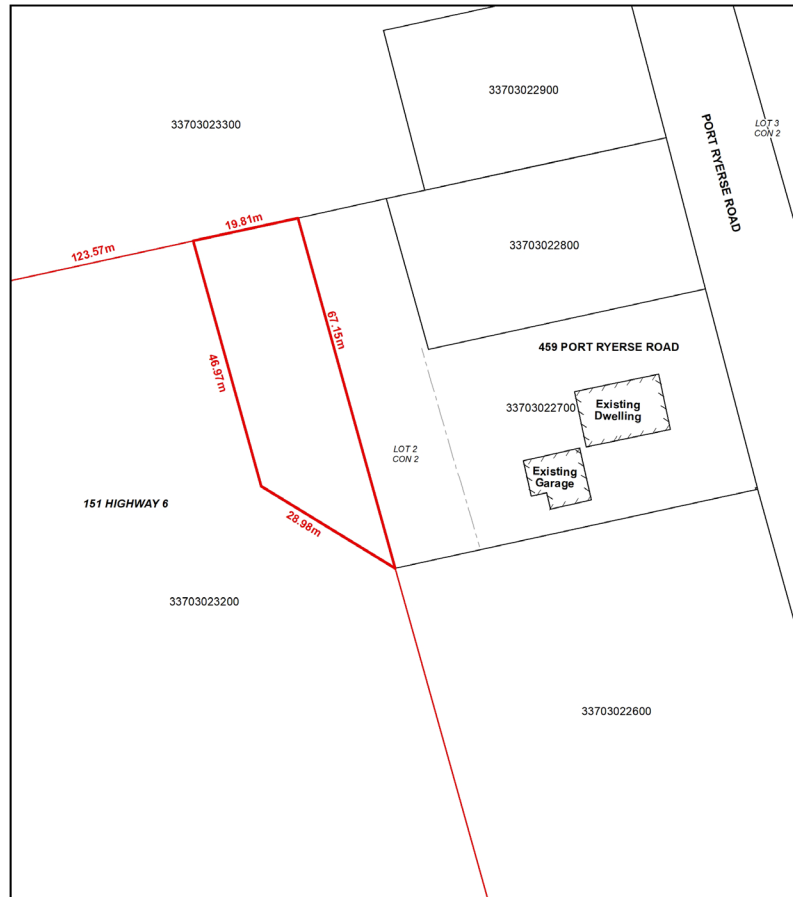 33703022900
33703023300
LOT 3
CON 2
PORT RYERSE ROAD
19.81m
123.57m
33703022800
67.15m
459 PORT RYERSE ROAD
46.97m
33703022700
Existing
Dwelling
LOT 2
CON 2
Existing
Garage
151 HIGHWAY 6
28.98m
33703023200
33703022600